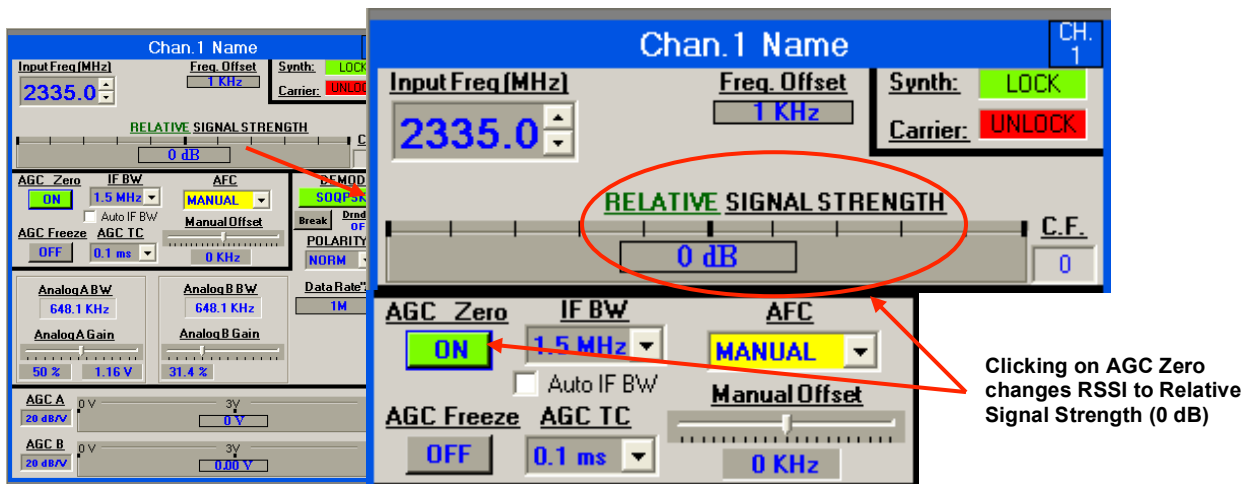 Chan.1 Name
Input Freq (MHz)
Freq. Offset
Synth:
LOCK
2335.0
1 KHz
Carrier:
RELATIVE SIGNAL STRENGTH
0 dB
AGC Zero
IF BW
AFC
DEMOD
ON
1.5 MHz
MANUAL
SOQPSK
Auto IF BW
Manual Offset
Break
AGC Freeze
AGC TC
POLARITY
OFF
0.1 ms
0 KHz
NORM
Analog A BW
Analog B BW
648.1 KHz
648.1 KHz
1M
Analog A Gain
Analog B Gain
50 %
1.16 V
31.4 %
AGC A
0 V
3V
20 dB/V
0 V
AGC B
0 V
3V
20 dB/V
0.00 V
Chan.1 Name
CH.
1
Input Freq (MHz)
Freq. Offset
Synth:
LOCK
2335.0
1 KHz
Carrier:
UNLOCK
RELATIVE SIGNAL STRENGTH
C.F.
0 dB
0
AGC Zero
IF BW
AFC
ON
1.5 MHz
MANUAL
Auto IF BW
Manual Offset
AGC Freeze
AGC TC
OFF
0.1 ms
0 KHz
Clicking on AGC Zero
changes RSSI to Relative
Signal Strength (0 dB)